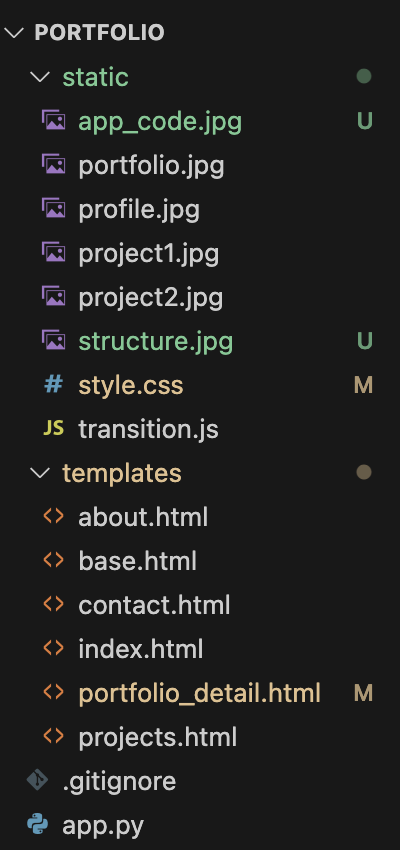 PORTFOLIO
static
app_code.jpg U
portfolio.jpg
profile.jpg
project1.jpg
project2.jpg
structure.jpg U
# style.css M
JS transition.js
templates
<> about.html
<> base.html
<> contact.html
<> index.html
<> portfolio_detail.html M
<> projects.html
.gitignore
app.py